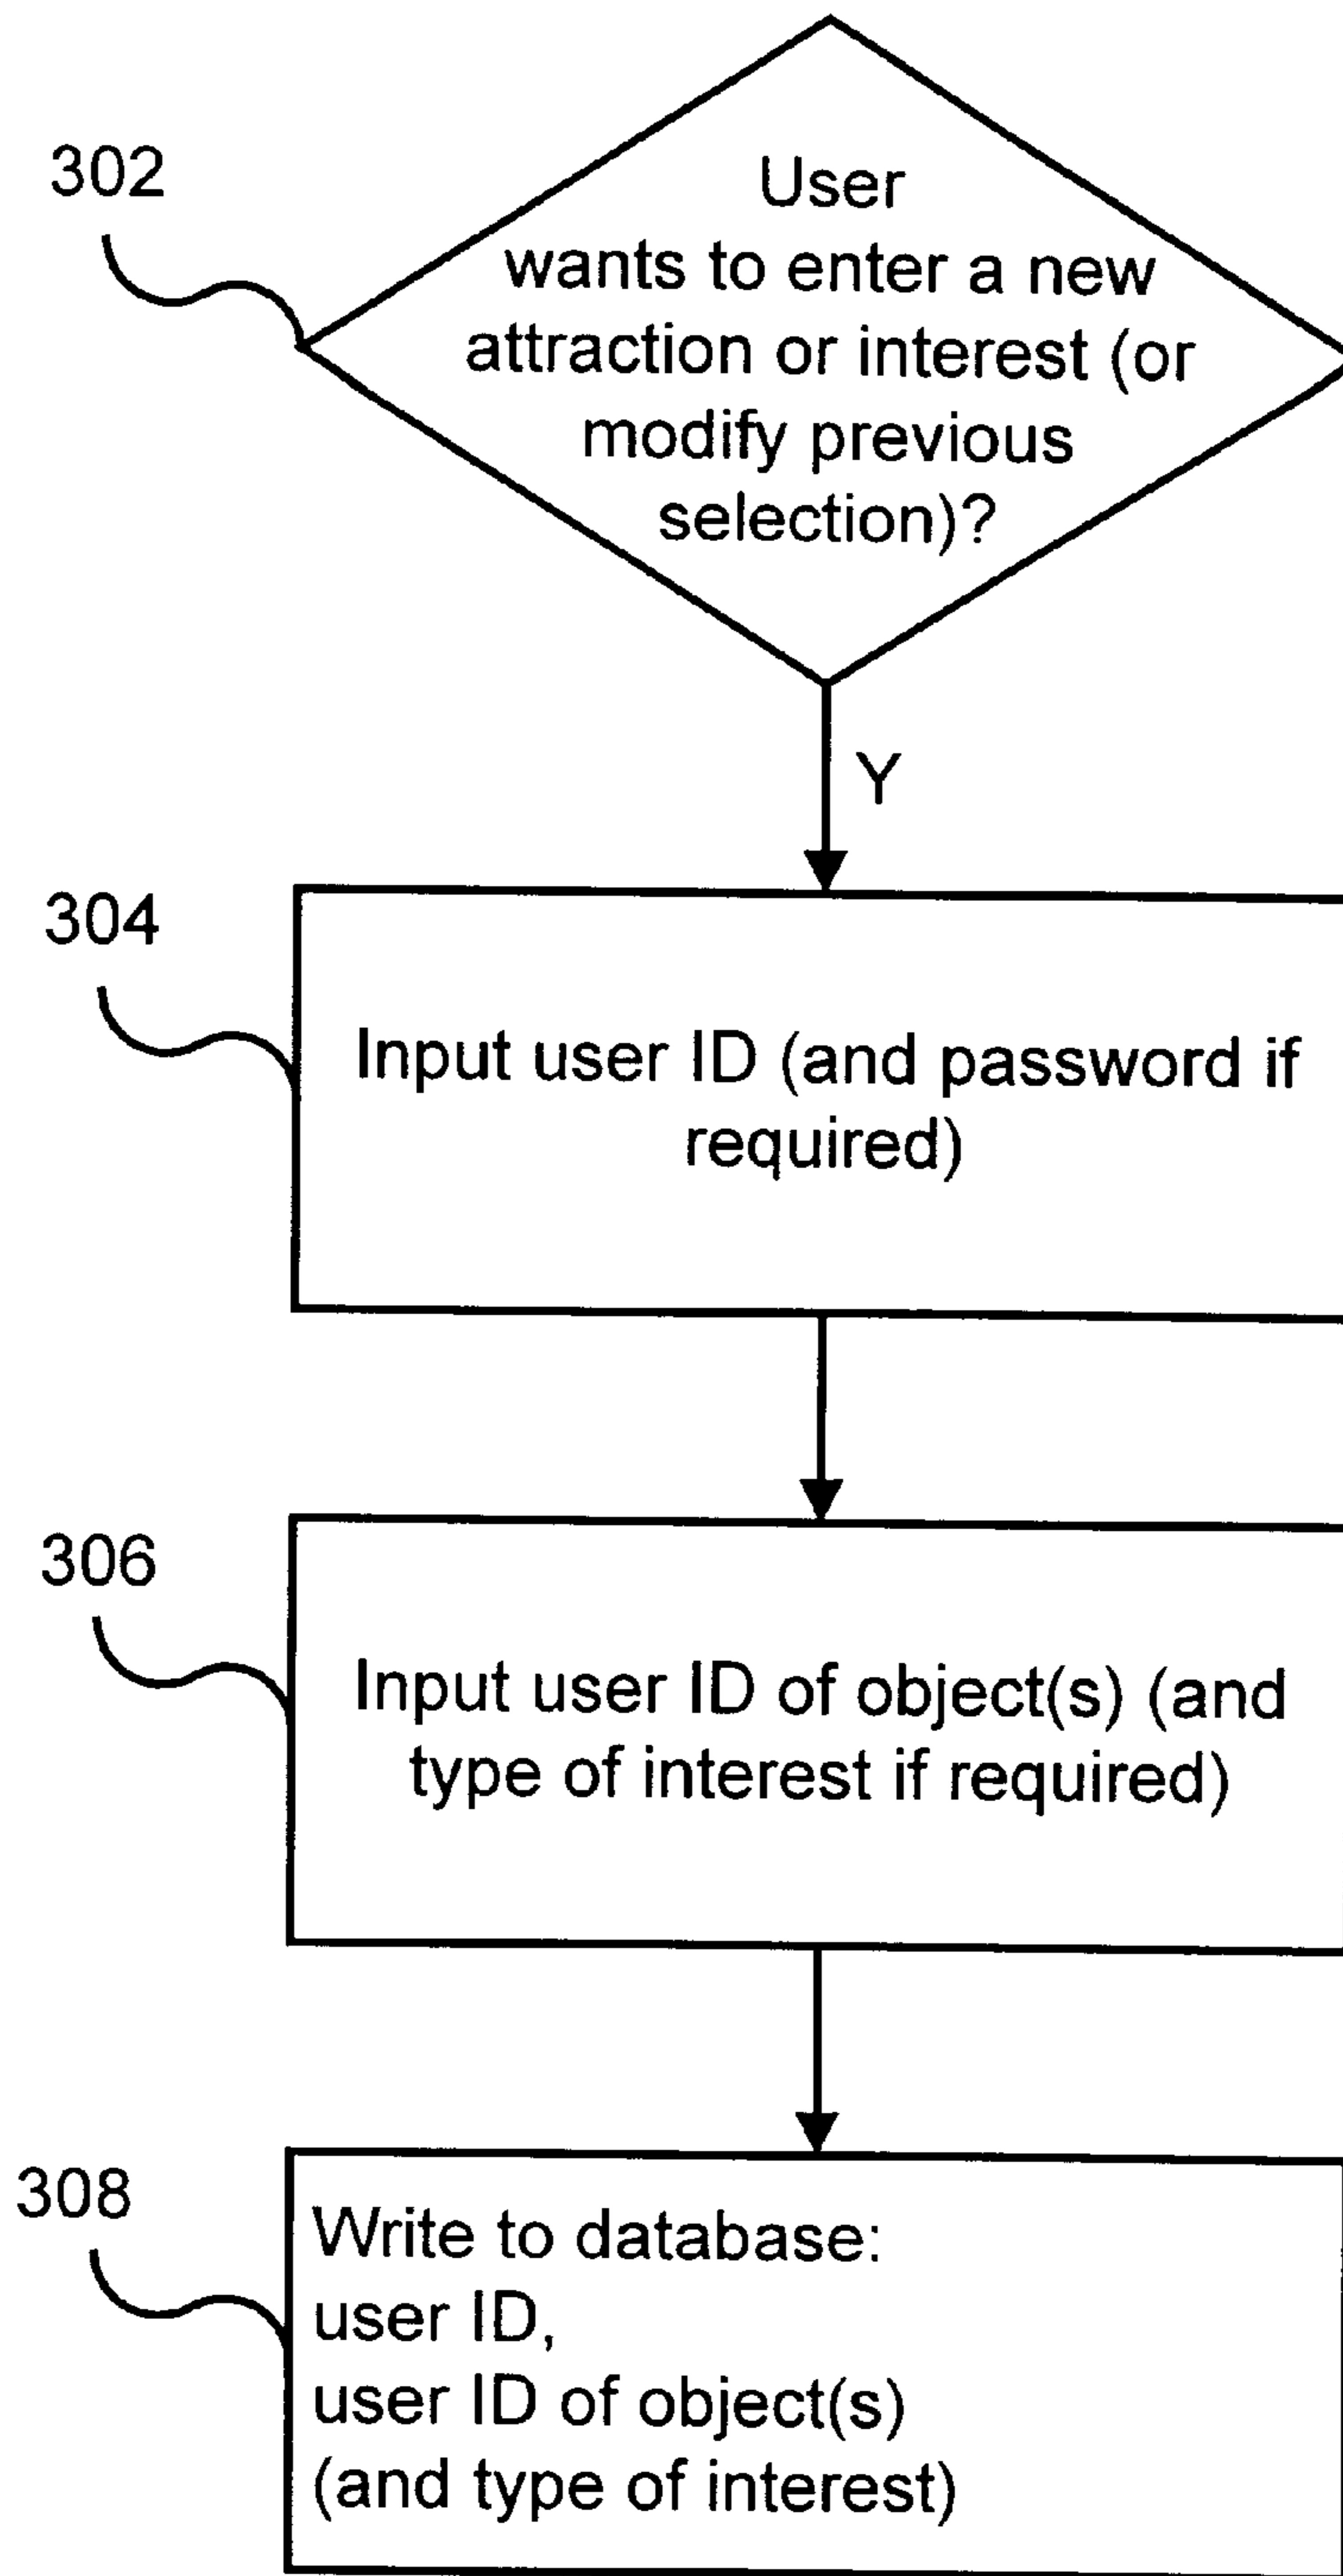 302
User
wants to enter a new
attraction or interest (or
modify previous
selection)?
Y
304
Input user ID (and password if
required)
306
Input user ID of object(s) (and
type of interest if required)
308
Write to database:
user ID,
user ID of object(s)
(and type of interest)